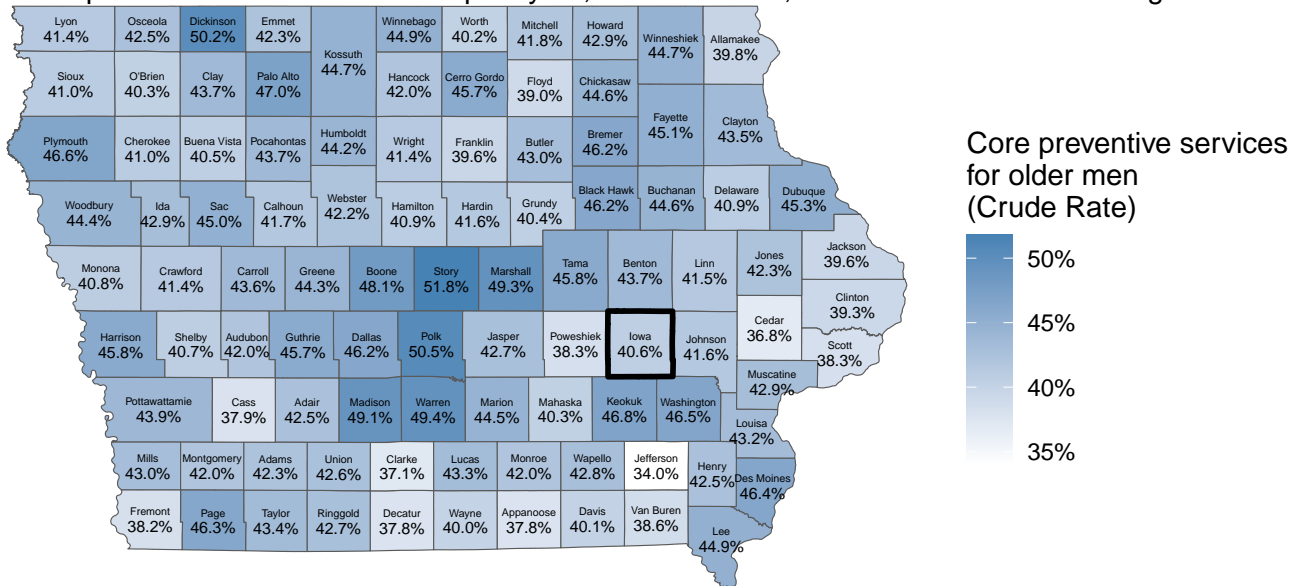 Lyon
41.4%
Osceola
42.5%
Dickinson
50.2%
Emmet
42.3%
Kossuth
44.7%
Winnebago
44.9%
Worth
40.2%
Mitchell
41.8%
Howard
42.9%
Winneshiek
44.7%
Allamakee
39.8%
Sioux
41.0%
O'Brien
40.3%
Clay
43.7%
Palo Alto
47.0%
Hancock
42.0%
Cerro Gordo
45.7%
Floyd
39.0%
Chickasaw
44.6%
Fayette
45.1%
Clayton
43.5%
Plymouth
46.6%
Cherokee
41.0%
Buena Vista
40.5%
Pocahontas
43.7%
Humboldt
44.2%
Wright
41.4%
Franklin
39.6%
Butler
43.0%
Bremer
46.2%
Woodbury
44.4%
Ida
42.9%
Sac
45.0%
Calhoun
41.7%
Webster
42.2%
Hamilton
40.9%
Hardin
41.6%
Grundy
40.4%
Black Hawk
46.2%
Buchanan
44.6%
Delaware
40.9%
Dubuque
45.3%
Monona
40.8%
Crawford
41.4%
Carroll
43.6%
Greene
44.3%
Boone
48.1%
Story
51.8%
Marshall
49.3%
Tama
45.8%
Benton
43.7%
Linn
41.5%
Jones
42.3%
Jackson
39.6%
Clinton
39.3%
Harrison
45.8%
Shelby
40.7%
Audubon
42.0%
Guthrie
45.7%
Dallas
46.2%
Polk
50.5%
Jasper
42.7%
Poweshiek
38.3%
Iowa
40.6%
Johnson
41.6%
Cedar
36.8%
Scott
38.3%
Muscatine
42.9%
Pottawattamie
43.9%
Cass
37.9%
Adair
42.5%
Madison
49.1%
Warren
49.4%
Marion
44.5%
Mahaska
40.3%
Keokuk
46.8%
Washington
46.5%
Louisa
43.2%
Mills
43.0%
Montgomery
42.0%
Adams
42.3%
Union
42.6%
Clarke
37.1%
Lucas
43.3%
Monroe
42.0%
Wapello
42.8%
Jefferson
34.0%
Henry
42.5%
Des Moines
46.4%
Fremont
38.2%
Page
46.3%
Taylor
43.4%
Ringgold
42.7%
Decatur
37.8%
Wayne
40.0%
Appanoose
37.8%
Davis
40.1%
Van Buren
38.6%
Lee
44.9%
Core preventive services
for older men
(Crude Rate)
50%
45%
40%
35%